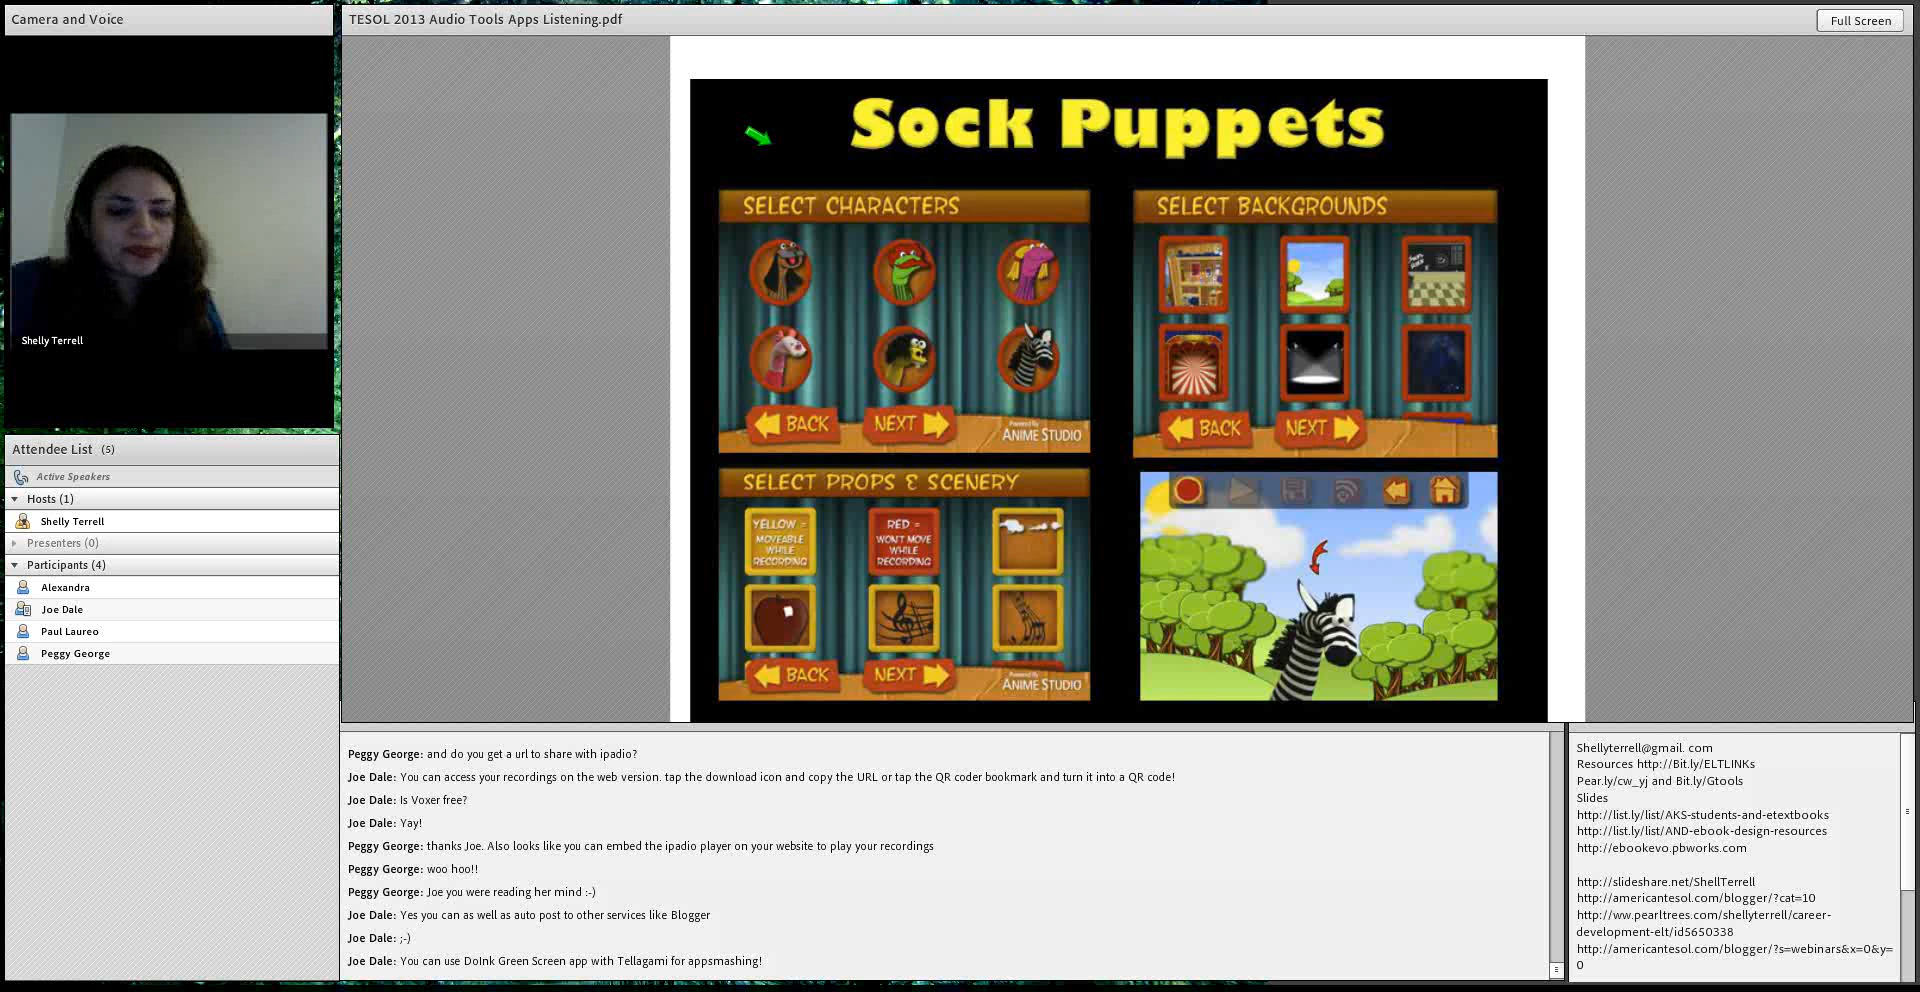 Camera and Voice
TESOL 2013 Audio Tools Apps Listening.pdf
Full Screen
Shelly Terrell
Attendee List (5)
Active Speakers
Hosts (1)
Shelly Terrell
Presenters (0)
Participants (4)
Alexandra
Joe Dale
Paul Laureo
Peggy George
Sock Puppets
SELECT CHARACTERS
BACK
NEXT
Powered By
ANIME STUDIO
SELECT BACKGROUNDS
BACK
NEXT
SELECT PROPS & SCENERY
YELLOW =
MOVEABLE
WHILE
RECORDING
RED =
WON'T MOVE
WHILE
RECORDING
BACK
NEXT
Powered By
ANIME STUDIO
Peggy George: and do you get a url to share with ipadio?
Joe Dale: You can access your recordings on the web version. tap the download icon and copy the URL or tap the QR coder bookmark and turn it into a QR code!
Joe Dale: Is Voxer free?
Joe Dale: Yay!
Peggy George: thanks Joe. Also looks like you can embed the ipadio player on your website to play your recordings
Peggy George: woo hoo!!
Peggy George: Joe you were reading her mind :-)
Joe Dale: Yes you can as well as auto post to other services like Blogger
Joe Dale: ;-)
Joe Dale: You can use DoInk Green Screen app with Tellagami for appsmashing!
Shellyterrell@gmail. com
Resources http://Bit.ly/ELTLINKs
Pear.ly/cw_yj and Bit.ly/Gtools
Slides
http://list.ly/list/AKS-students-and-etextbooks
http://list.ly/list/AND-ebook-design-resources
http://ebookevo.pbworks.com
http://slideshare.net/ShellTerrell
http://americantesol.com/blogger/?cat=10
http://ww.pearltrees.com/shellyterrell/career-
development-elt/id5650338
http://americantesol.com/blogger/?s=webinars&x=0&y=
0